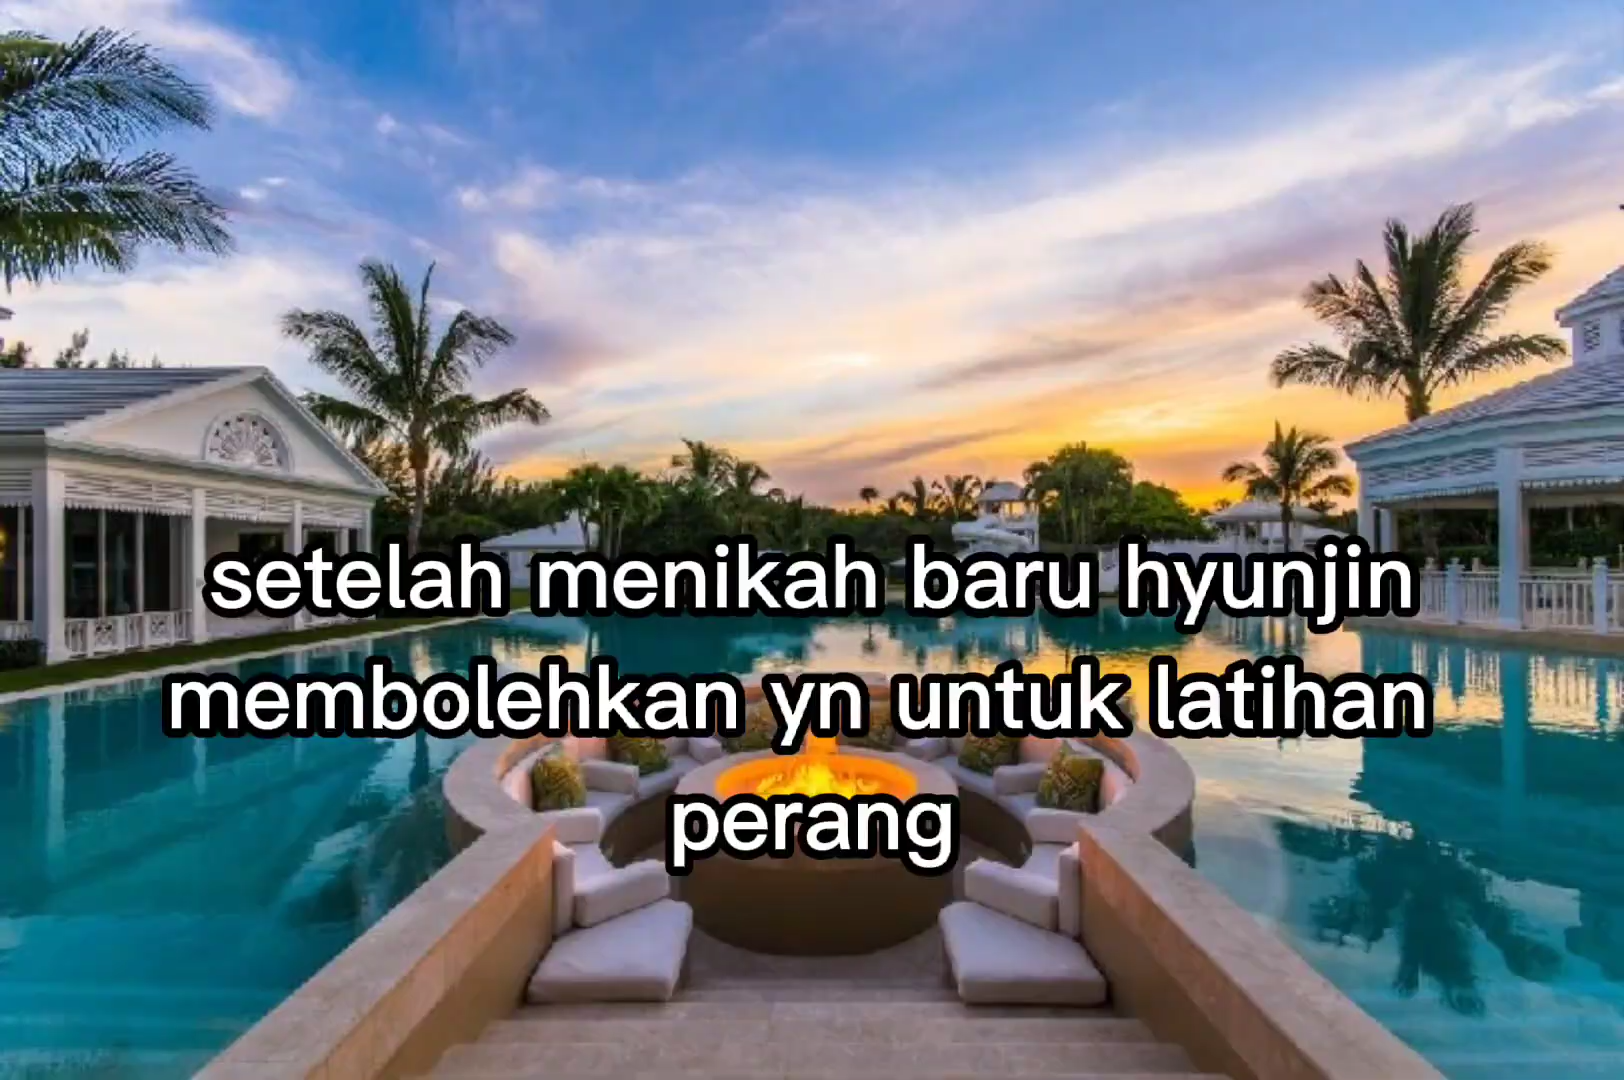 setelah menikah baru hyunjin
membolehkan yn untuk latihan
perang